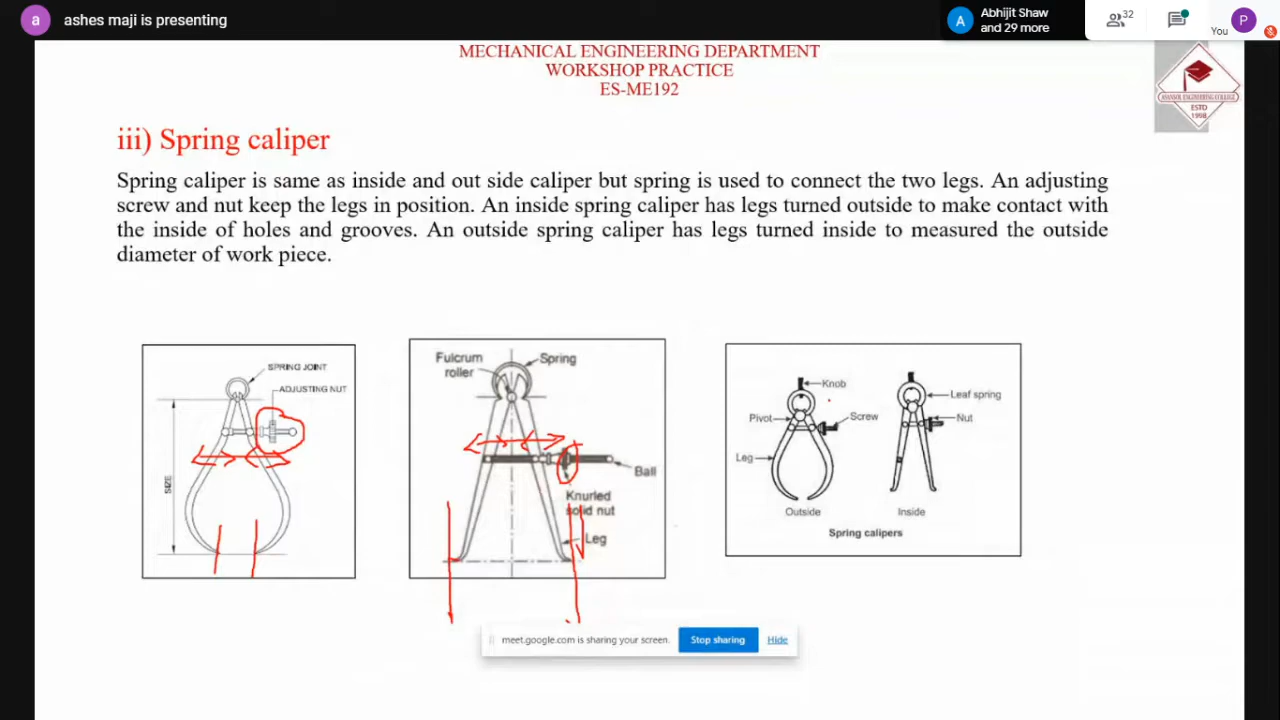 a ashes maji is presenting
A Abhijit Shaw
and 29 more
32
You
P
MECHANICAL ENGINEERING DEPARTMENT
WORKSHOP PRACTICE
ES-ME192
ASANSOL ENGINEERING COLLEGE
ESTD
1998
iii) Spring caliper
Spring caliper is same as inside and out side caliper but spring is used to connect the two legs. An adjusting
screw and nut keep the legs in position. An inside spring caliper has legs turned outside to make contact with
the inside of holes and grooves. An outside spring caliper has legs turned inside to measured the outside
diameter of work piece.
SPRING JOINT
ADJUSTING NUT
SIZE
Fulcrum
roller
Spring
Ball
Knurled
solid nut
Leg
Knob
Pivot
Screw
Leg
Outside
Leaf spring
Nut
Inside
Spring calipers
meet.google.com is sharing your screen.
Stop sharing
Hide